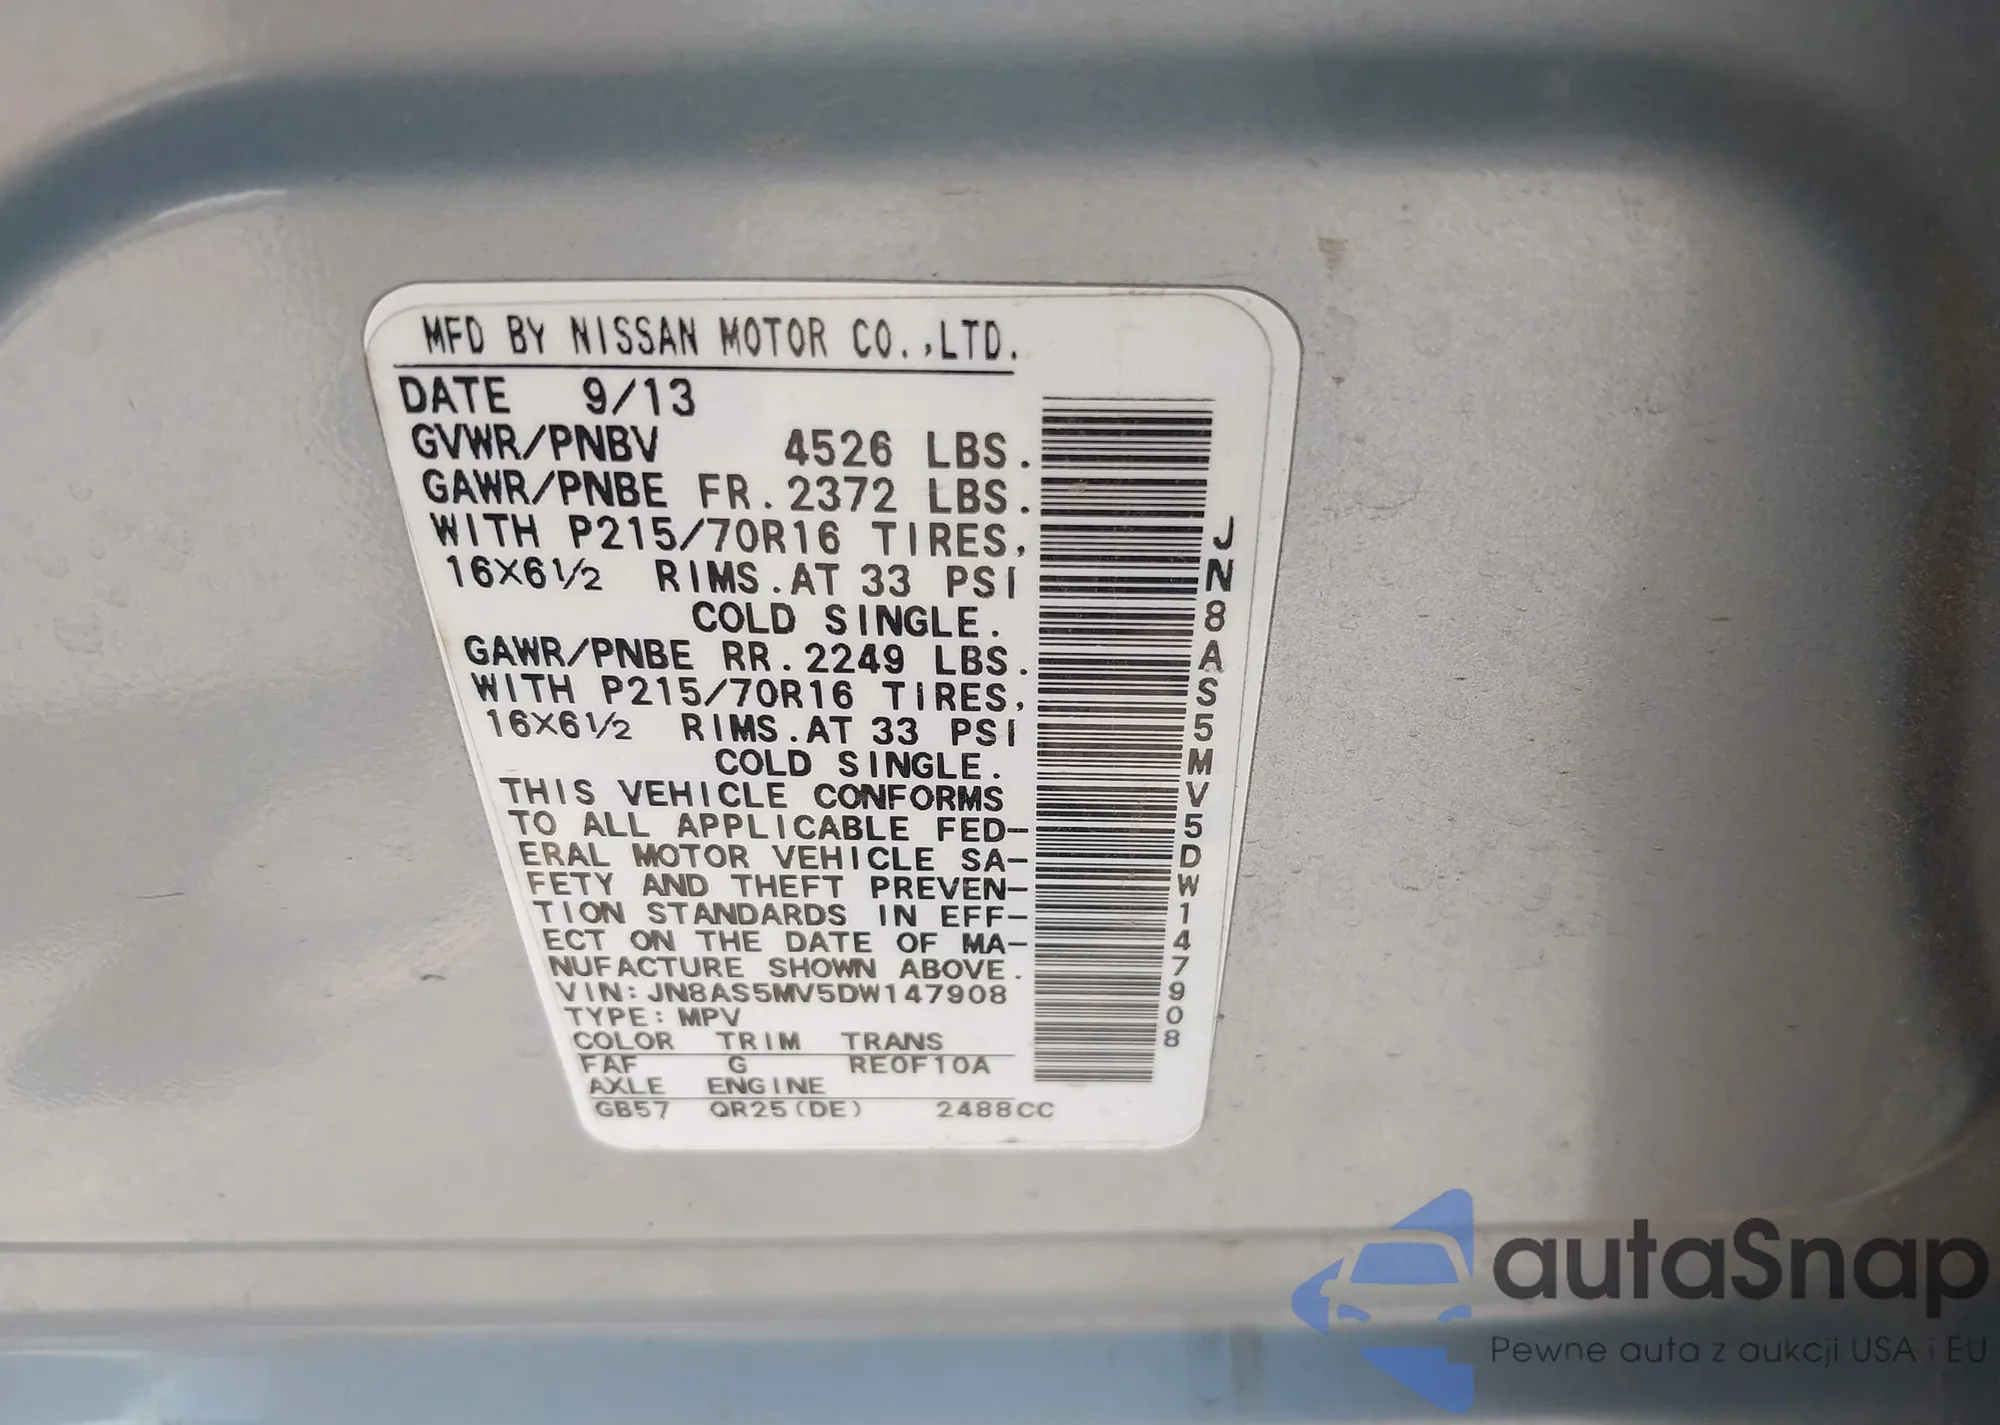 MFD BY NISSAN MOTOR CO.,LTD.
DATE 9/13
GVWR/PNBV 4526 LBS.
GAWR/PNBE FR.2372 LBS.
WITH P215/70R16 TIRES,
16X6½ RIMS.AT 33 PSI
COLD SINGLE.
GAWR/PNBE RR.2249 LBS.
WITH P215/70R16 TIRES,
16X6½ RIMS.AT 33 PSI
COLD SINGLE.
THIS VEHICLE CONFORMS
TO ALL APPLICABLE FED-
ERAL MOTOR VEHICLE SA-
FETY AND THEFT PREVEN-
TION STANDARDS IN EFF-
ECT ON THE DATE OF MA-
NUFACTURE SHOWN ABOVE.
VIN:JN8AS5MV5DW147908
TYPE:MPV
COLOR TRIM TRANS
FAF G RE0F10A
AXLE ENGINE
GB57 QR25(DE) 2488CC
JN8AS5MV5DW147908
autaSnap
Pewne auta z aukcji USA i EU